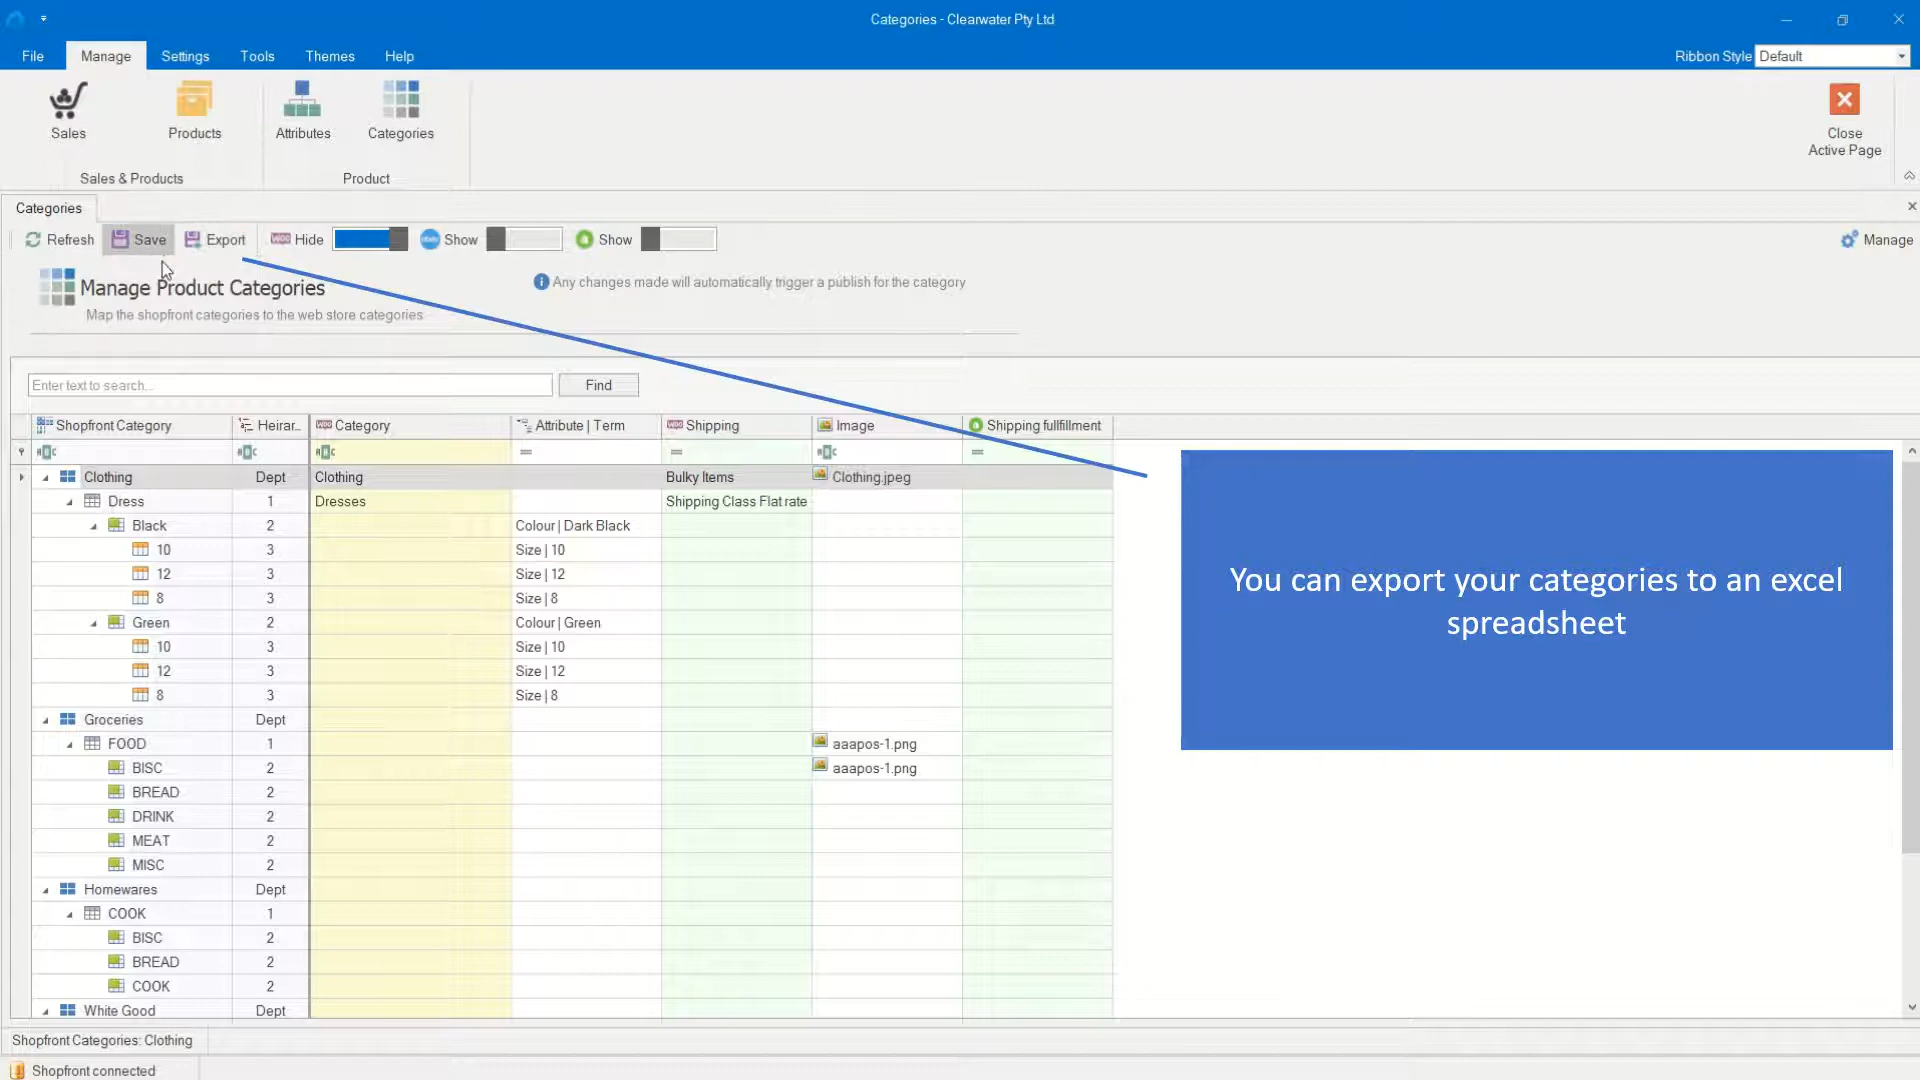 Categories - Clearwater Pty Ltd
File Manage Settings Tools Themes Help Ribbon Style Default
Sales Products Attributes Categories Close
Active Page
Sales & Products Product
Categories
Refresh Save Export Hide Show Show Manage
Manage Product Categories Any changes made will automatically trigger a publish for the category
Map the shopfront categories to the web store categories
Enter text to search... Find
Shopfront Category Heirar... Category Attribute | Term Shipping Image Shipping fullfillment
Clothing Dept Clothing Bulky Items Clothing.jpeg
Dress 1 Dresses Shipping Class Flat rate
Black 2 Colour | Dark Black
10 3 Size | 10
12 3 Size | 12
8 3 Size | 8
Green 2 Colour | Green
10 3 Size | 10
12 3 Size | 12
8 3 Size | 8
Groceries Dept
FOOD 1 aaapos-1.png
BISC 2 aaapos-1.png
BREAD 2
DRINK 2
MEAT 2
MISC 2
Homewares Dept
COOK 1
BISC 2
BREAD 2
COOK 2
White Good Dept
You can export your categories to an excel
spreadsheet
Shopfront Categories: Clothing
Shopfront connected